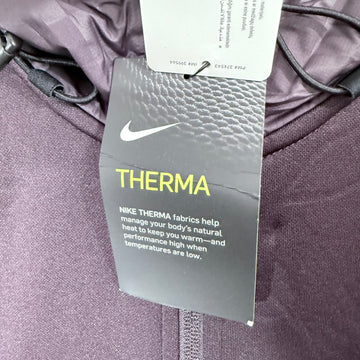 THERMA
NIKE THERMA fabrics help
manage your body's natural
heat to keep you warm—and
performance high when
temperatures are low.